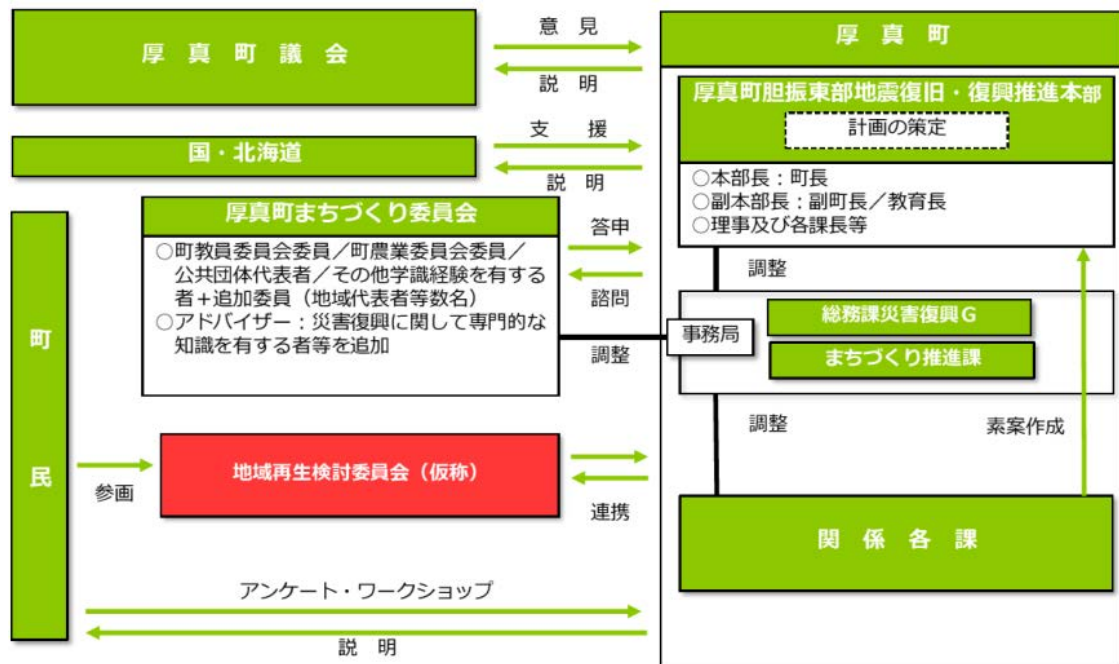 厚 真 町 議 会
意 見
説 明
厚 真 町
厚真町胆振東部地震復旧・復興推進本部
計画の策定
○本部長：町長
○副本部長：副町長／教育長
○理事及び各課長等
国・北海道
支 援
説 明
厚真町まちづくり委員会
○町教員委員会委員／町農業委員会委員／
公共団体代表者／その他学識経験を有する
者＋追加委員（地域代表者等数名）
○アドバイザー：災害復興に関して専門的な
知識を有する者等を追加
答申
諮問
調整
調整
事務局
総務課災害復興Ｇ
まちづくり推進課
調整
素案作成
町
民
参画
地域再生検討委員会（仮称）
連携
関 係 各 課
アンケート・ワークショップ
説 明